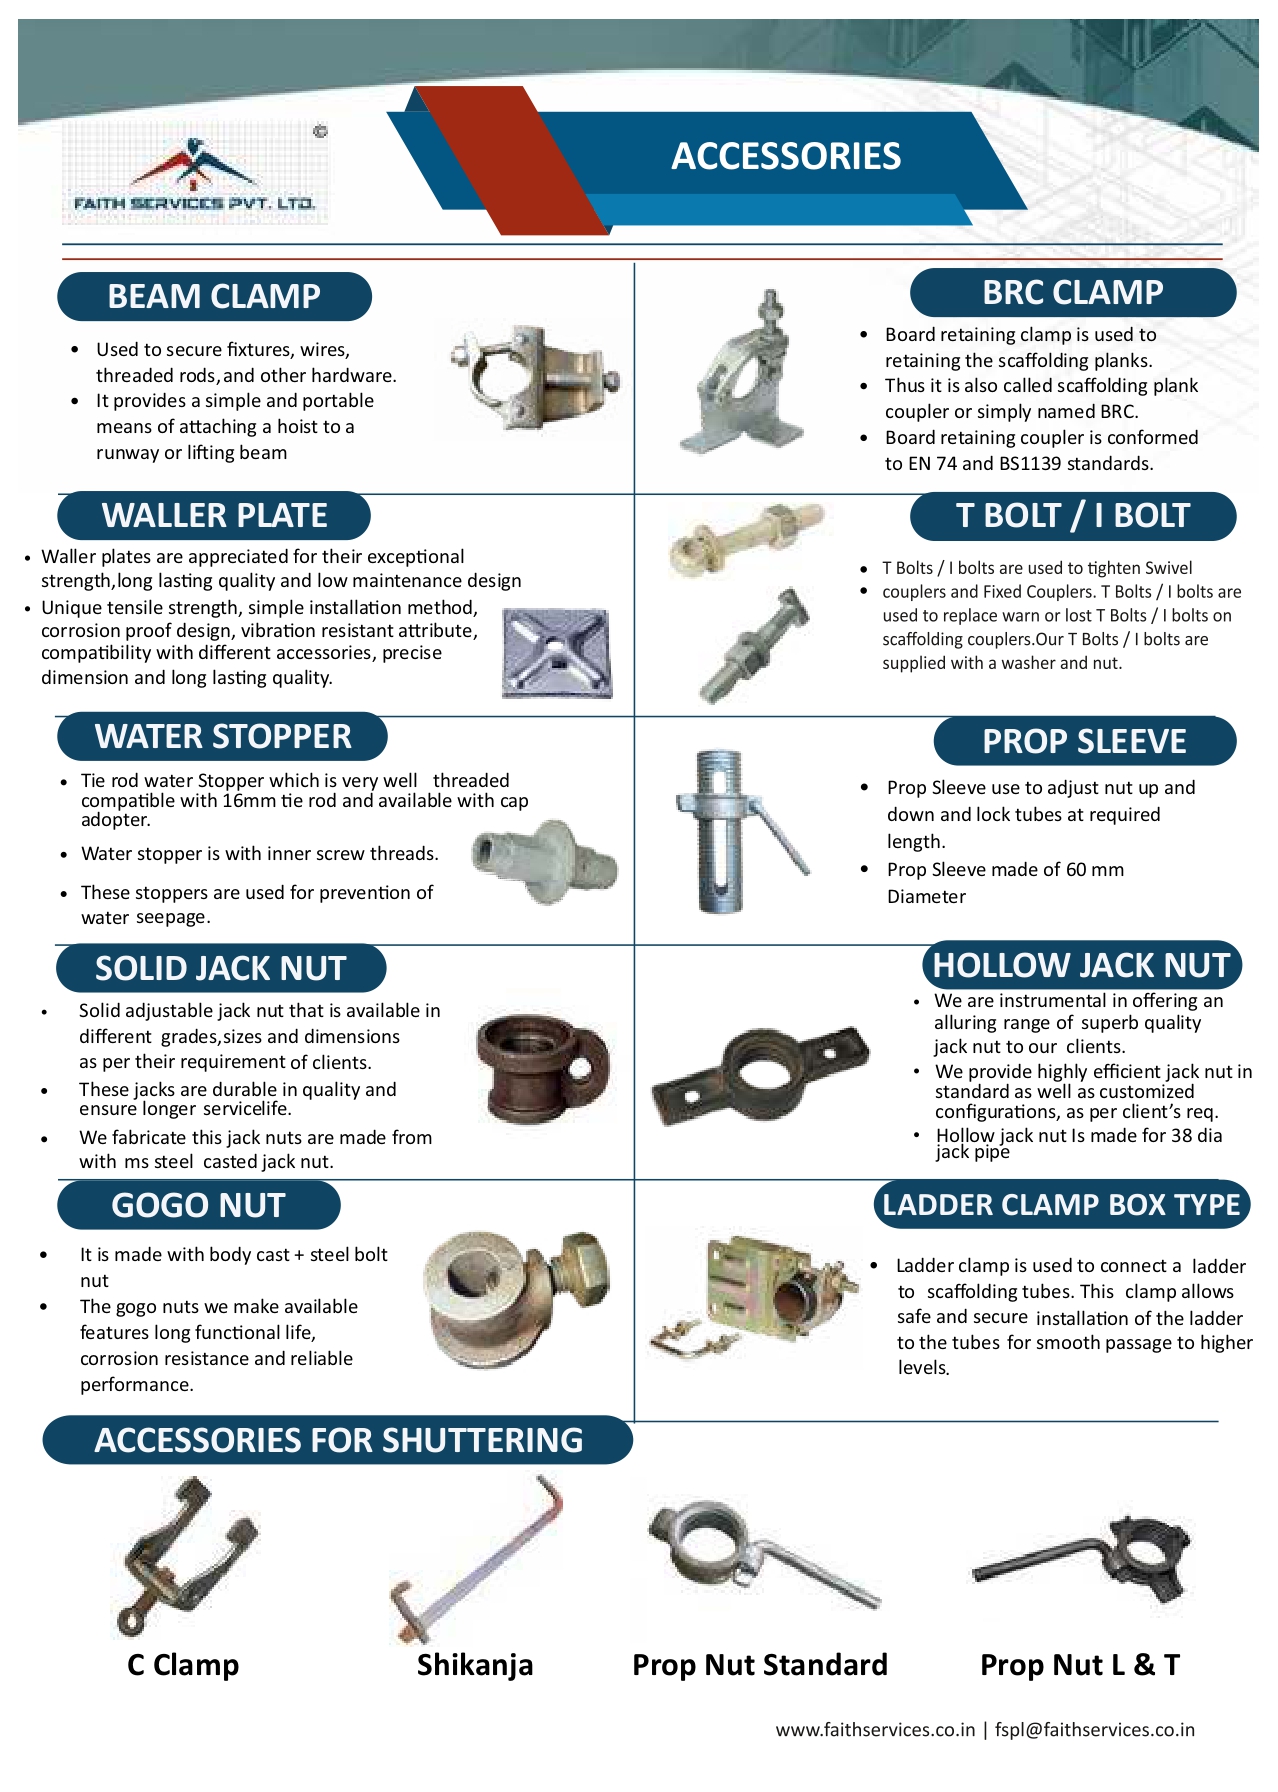 ©
FAITH SERVICES PVT. LTD.
ACCESSORIES
BEAM CLAMP
• Used to secure fixtures, wires,
threaded rods,and other hardware.
• It provides a simple and portable
means of attaching a hoist to a
runway or lifting beam
BRC CLAMP
• Board retaining clamp is used to
retaining the scaffolding planks.
• Thus it is also called scaffolding plank
coupler or simply named BRC.
• Board retaining coupler is conformed
to EN 74 and BS1139 standards.
WALLER PLATE
• Waller plates are appreciated for their exceptional
strength,long lasting quality and low maintenance design
• Unique tensile strength, simple installation method,
corrosion proof design, vibration resistant attribute,
compatibility with different accessories, precise
dimension and long lasting quality.
T BOLT / I BOLT
• T Bolts / I bolts are used to tighten Swivel
• couplers and Fixed Couplers. T Bolts / I bolts are
used to replace warn or lost T Bolts / I bolts on
scaffolding couplers.Our T Bolts / I bolts are
supplied with a washer and nut.
WATER STOPPER
• Tie rod water Stopper which is very well threaded
compatible with 16mm tie rod and available with cap
adopter.
• Water stopper is with inner screw threads.
• These stoppers are used for prevention of
water seepage.
PROP SLEEVE
• Prop Sleeve use to adjust nut up and
down and lock tubes at required
length.
• Prop Sleeve made of 60 mm
Diameter
SOLID JACK NUT
• Solid adjustable jack nut that is available in
different grades,sizes and dimensions
as per their requirement of clients.
• These jacks are durable in quality and
ensure longer servicelife.
• We fabricate this jack nuts are made from
with ms steel casted jack nut.
HOLLOW JACK NUT
• We are instrumental in offering an
alluring range of superb quality
jack nut to our clients.
• We provide highly efficient jack nut in
standard as well as customized
configurations, as per client’s req.
• Hollow jack nut Is made for 38 dia
jack pipe
GOGO NUT
• It is made with body cast + steel bolt
nut
• The gogo nuts we make available
features long functional life,
corrosion resistance and reliable
performance.
LADDER CLAMP BOX TYPE
• Ladder clamp is used to connect a ladder
to scaffolding tubes. This clamp allows
safe and secure installation of the ladder
to the tubes for smooth passage to higher
levels.
ACCESSORIES FOR SHUTTERING
C Clamp
Shikanja
Prop Nut Standard
Prop Nut L & T
www.faithservices.co.in | fspl@faithservices.co.in